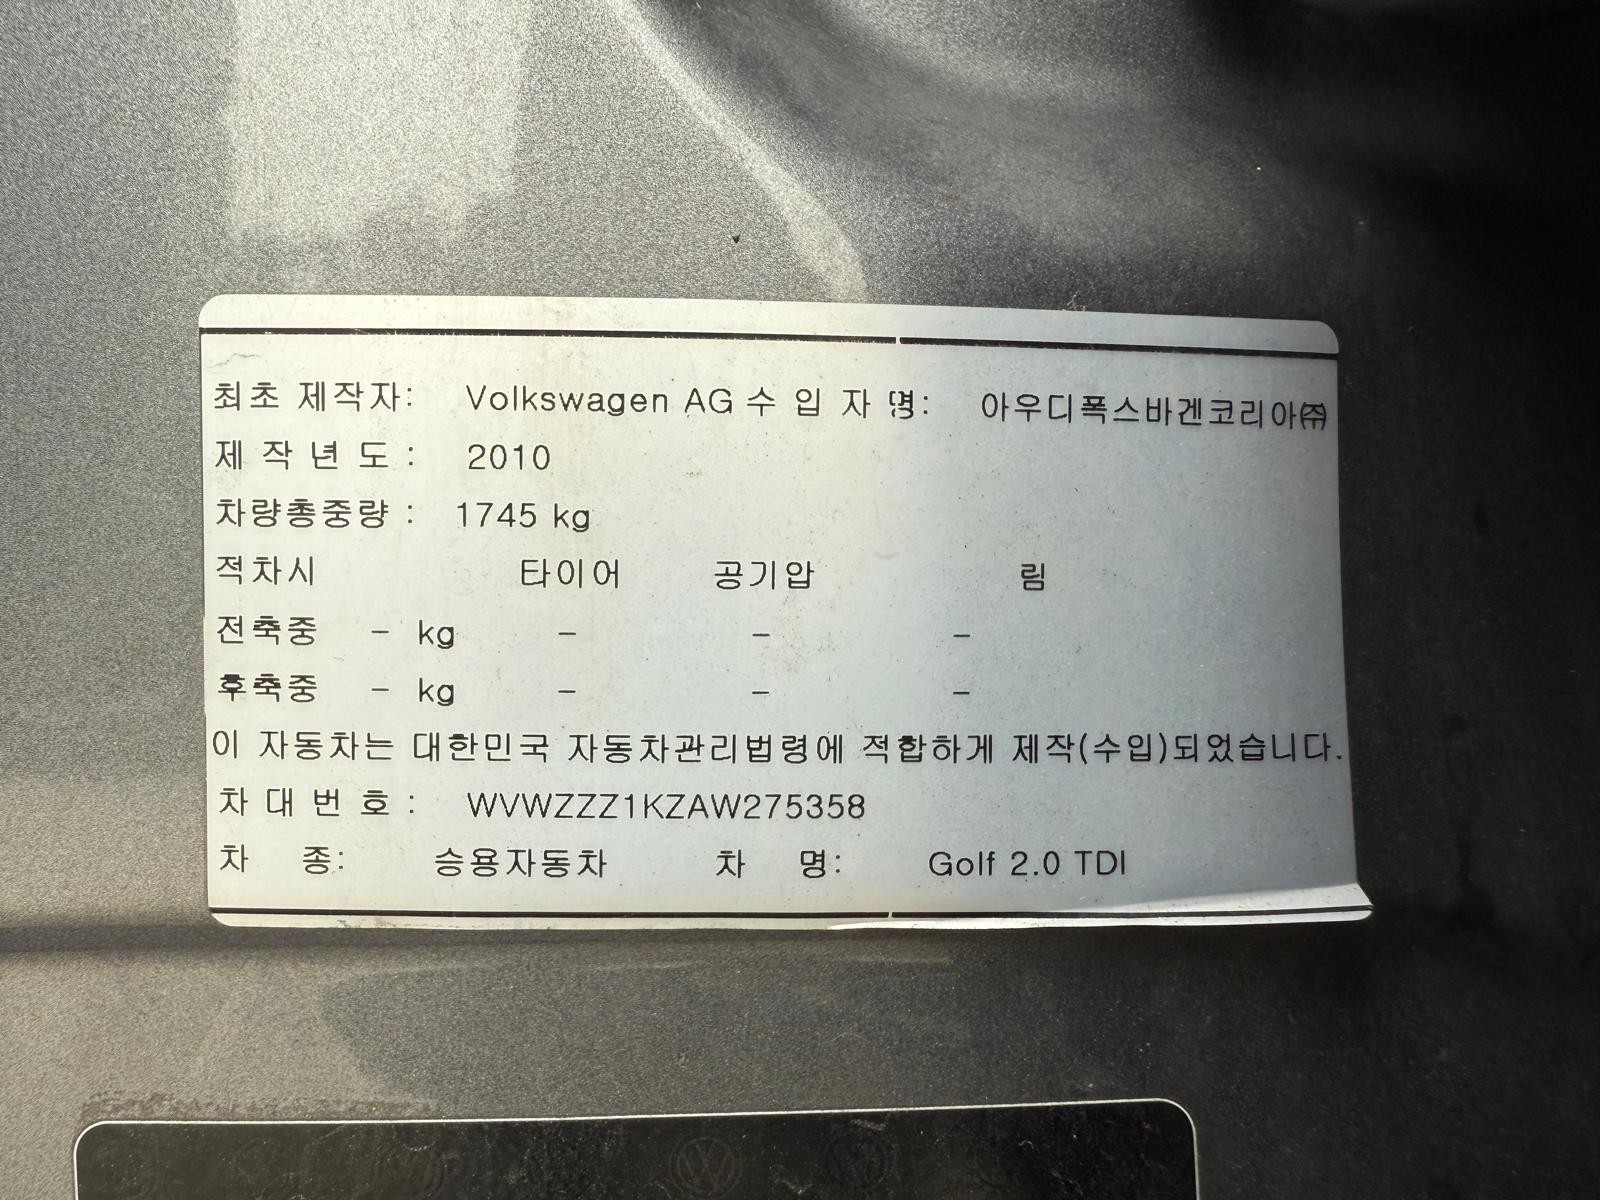 최초 제작자: Volkswagen AG 수 입 자 명: 아우디폭스바겐코리아㈜
제 작 년 도 : 2010
차량총중량 : 1745 kg
적차시 타이어 공기압 림
전축중 - kg - - -
후축중 - kg - - -
이 자동차는 대한민국 자동차관리법령에 적합하게 제작(수입)되었습니다.
차 대 번 호 : WVWZZZ1KZAW275358
차 종: 승용자동차 차 명: Golf 2.0 TDI